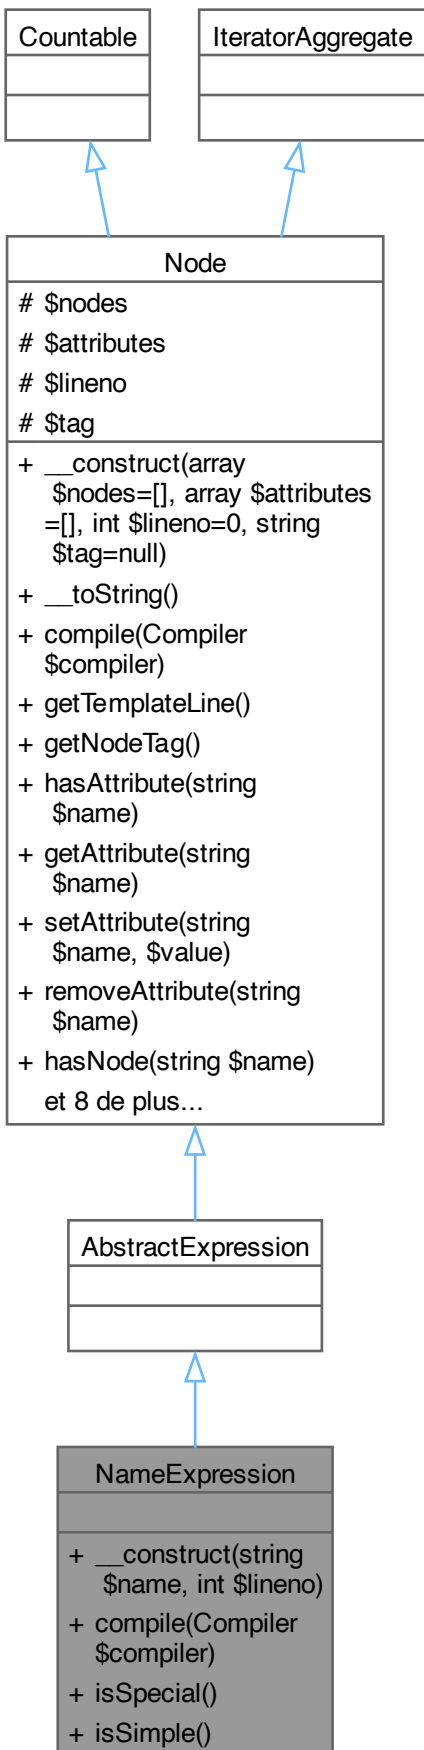 Countable
IteratorAggregate
Node
# $nodes
# $attributes
# $lineno
# $tag
+ __construct(array
$nodes=[], array $attributes
=[], int $lineno=0, string
$tag=null)
+ __toString()
+ compile(Compiler
$compiler)
+ getTemplateLine()
+ getNodeTag()
+ hasAttribute(string
$name)
+ getAttribute(string
$name)
+ setAttribute(string
$name, $value)
+ removeAttribute(string
$name)
+ hasNode(string $name)
et 8 de plus...
AbstractExpression
NameExpression
+ __construct(string
$name, int $lineno)
+ compile(Compiler
$compiler)
+ isSpecial()
+ isSimple()